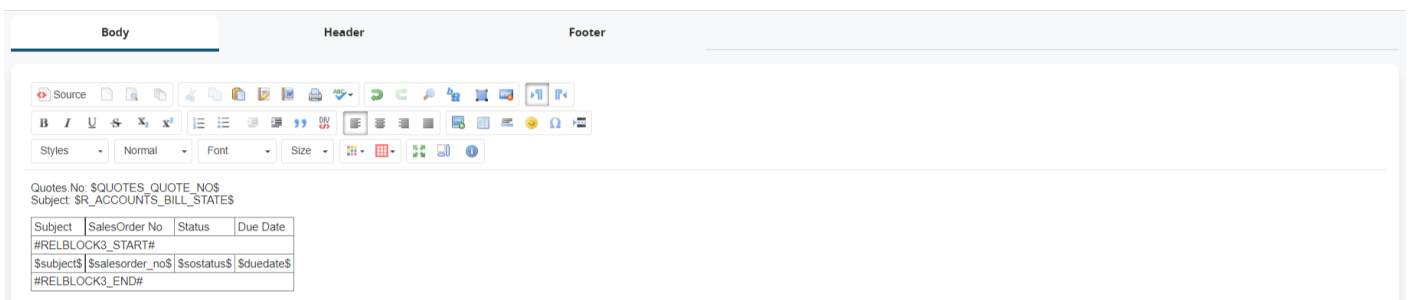 Body Header Footer
Source
Styles Normal Font Size
Quotes.No: $QUOTES_QUOTE_NO$
Subject: $R_ACCOUNTS_BILL_STATE$
Subject SalesOrder No Status Due Date
#RELBLOCK3_START#
$subject$ $salesorder_no$ $sostatus$ $duedate$
#RELBLOCK3_END#